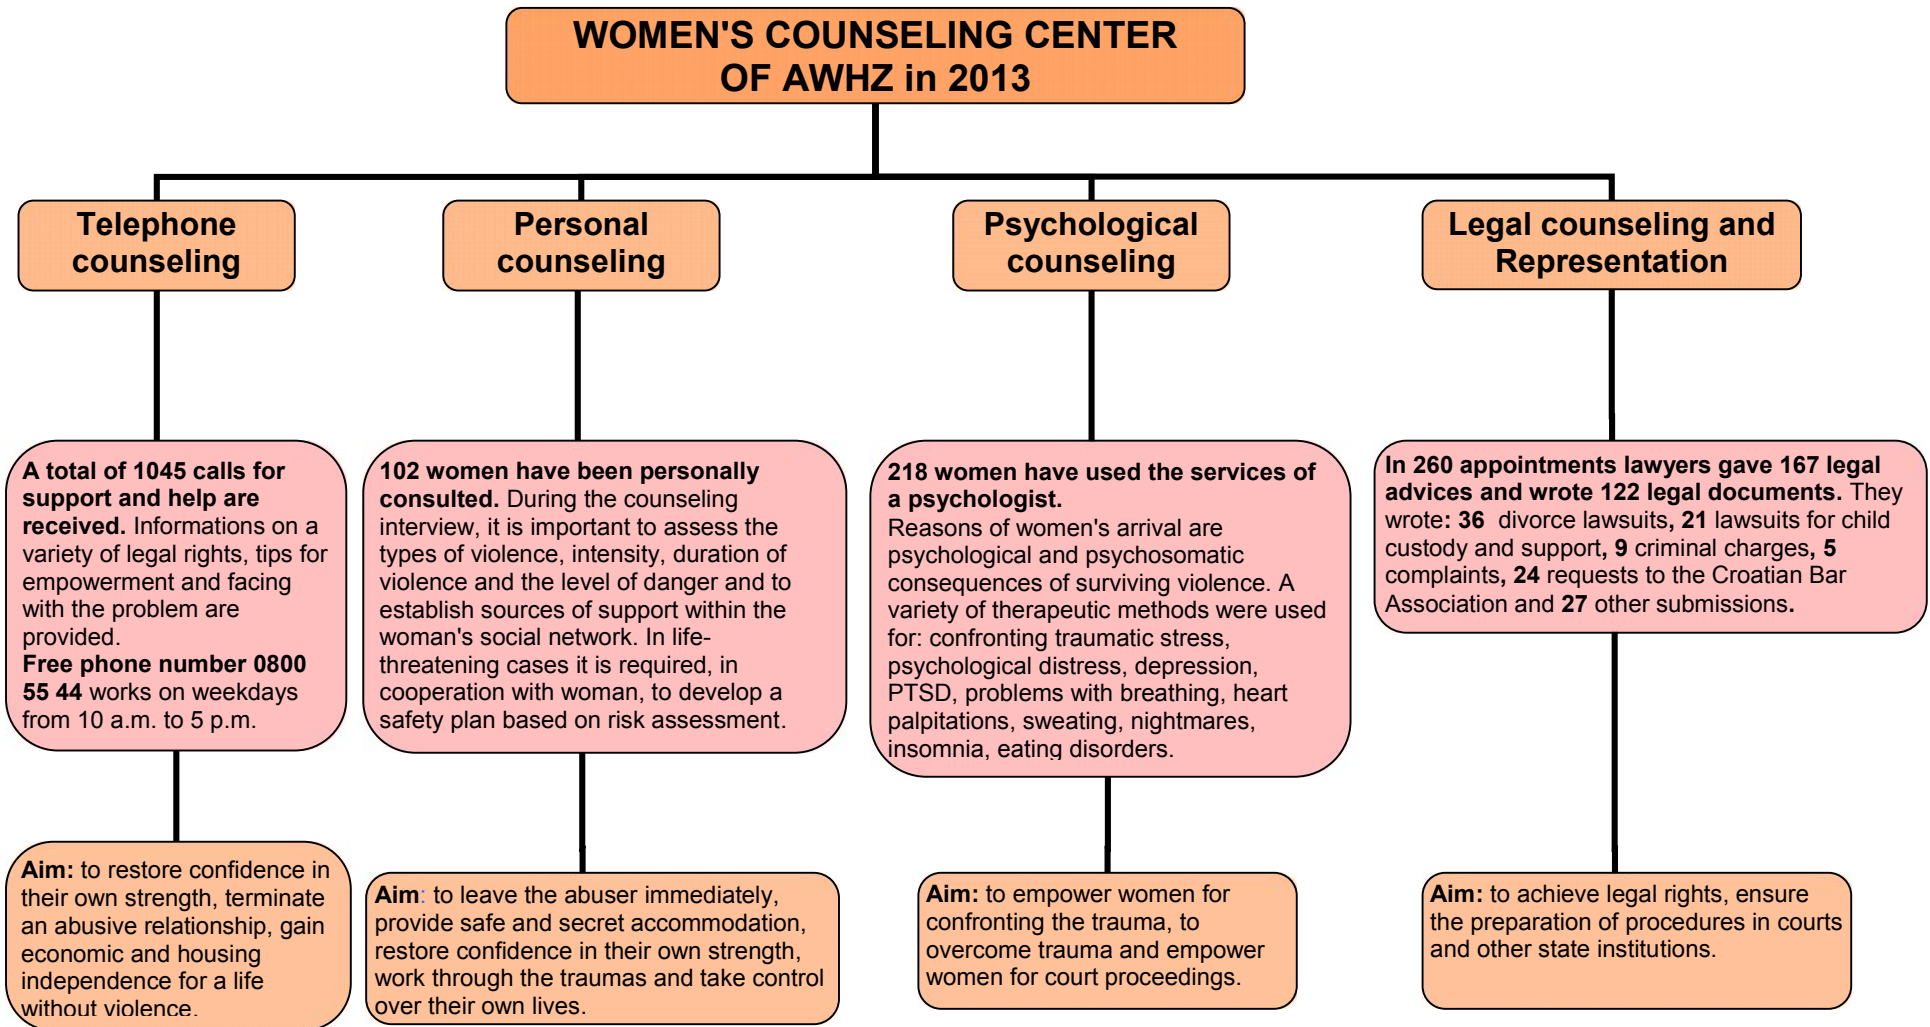 WOMEN'S COUNSELING CENTER
OF AWHZ in 2013
Telephone
counseling
Personal
counseling
Psychological
counseling
Legal counseling and
Representation
A total of 1045 calls for
support and help are
received. Informations on a
variety of legal rights, tips for
empowerment and facing
with the problem are
provided.
Free phone number 0800
55 44 works on weekdays
from 10 a.m. to 5 p.m.
102 women have been personally
consulted. During the counseling
interview, it is important to assess the
types of violence, intensity, duration of
violence and the level of danger and to
establish sources of support within the
woman's social network. In life-
threatening cases it is required, in
cooperation with woman, to develop a
safety plan based on risk assessment.
218 women have used the services of
a psychologist.
Reasons of women's arrival are
psychological and psychosomatic
consequences of surviving violence. A
variety of therapeutic methods were used
for: confronting traumatic stress,
psychological distress, depression,
PTSD, problems with breathing, heart
palpitations, sweating, nightmares,
insomnia, eating disorders.
In 260 appointments lawyers gave 167 legal
advices and wrote 122 legal documents. They
wrote: 36 divorce lawsuits, 21 lawsuits for child
custody and support, 9 criminal charges, 5
complaints, 24 requests to the Croatian Bar
Association and 27 other submissions.
Aim: to restore confidence in
their own strength, terminate
an abusive relationship, gain
economic and housing
independence for a life
without violence.
Aim: to leave the abuser immediately,
provide safe and secret accommodation,
restore confidence in their own strength,
work through the traumas and take control
over their own lives.
Aim: to empower women for
confronting the trauma, to
overcome trauma and empower
women for court proceedings.
Aim: to achieve legal rights, ensure
the preparation of procedures in courts
and other state institutions.